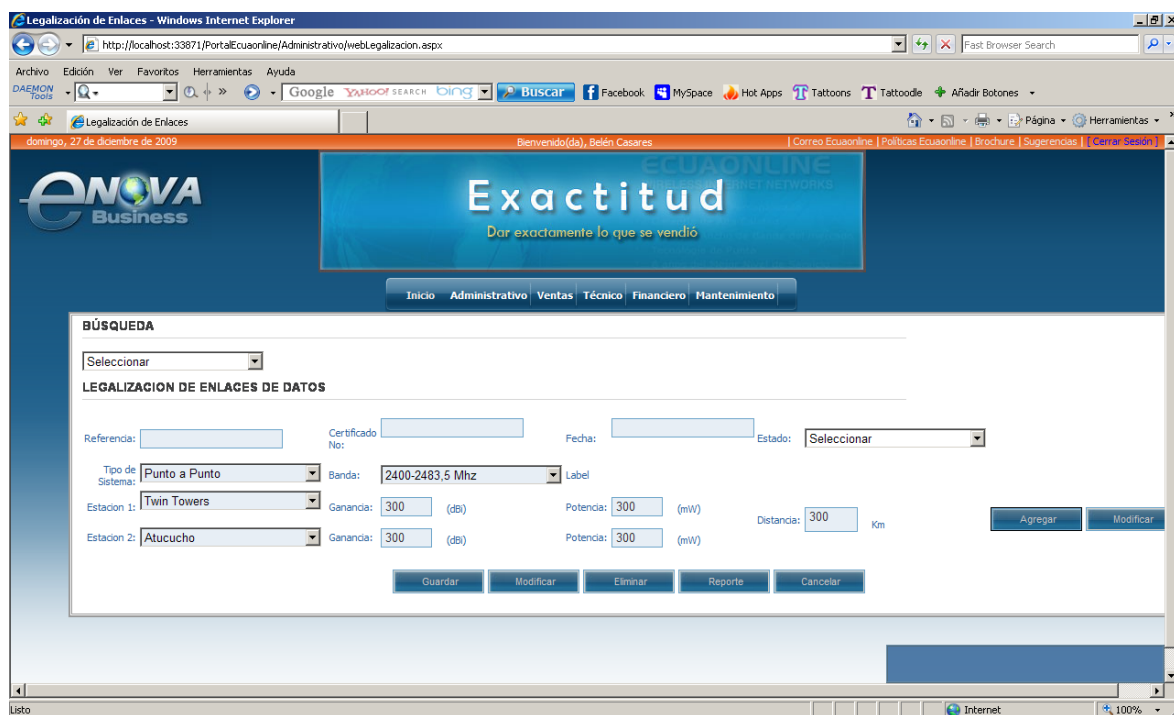 Legalización de Enlaces - Windows Internet Explorer
http://localhost:33871/PortalEcuaonline/Administrativo/webLegalizacion.aspx
Fast Browser Search
Archivo Edición Ver Favoritos Herramientas Ayuda
DAEMON Tools Google YAHOO! SEARCH bing Buscar Facebook MySpace Hot Apps Tattoons Tattoodle Añadir Botones
Legalización de Enlaces Página Herramientas
domingo, 27 de diciembre de 2009 Bienvenido(da), Belén Casares | Correo Ecuaonline | Políticas Ecuaonline | Brochure | Sugerencias | [ Cerrar Sesión ]
ECUAONLINE
eNOVA
Business
Exactitud
Dar exactamente lo que se vendió
Inicio Administrativo Ventas Técnico Financiero Mantenimiento
BÚSQUEDA
Seleccionar
LEGALIZACION DE ENLACES DE DATOS
Referencia: Certificado No: Fecha: Estado: Seleccionar
Tipo de Sistema: Punto a Punto Banda: 2400-2483,5 Mhz Label
Estacion 1: Twin Towers Ganancia: 300 (dBi) Potencia: 300 (mW) Distancia: 300 Km Agregar Modificar
Estacion 2: Atucucho Ganancia: 300 (dBi) Potencia: 300 (mW)
Guardar Modificar Eliminar Reporte Cancelar
Listo Internet 100%